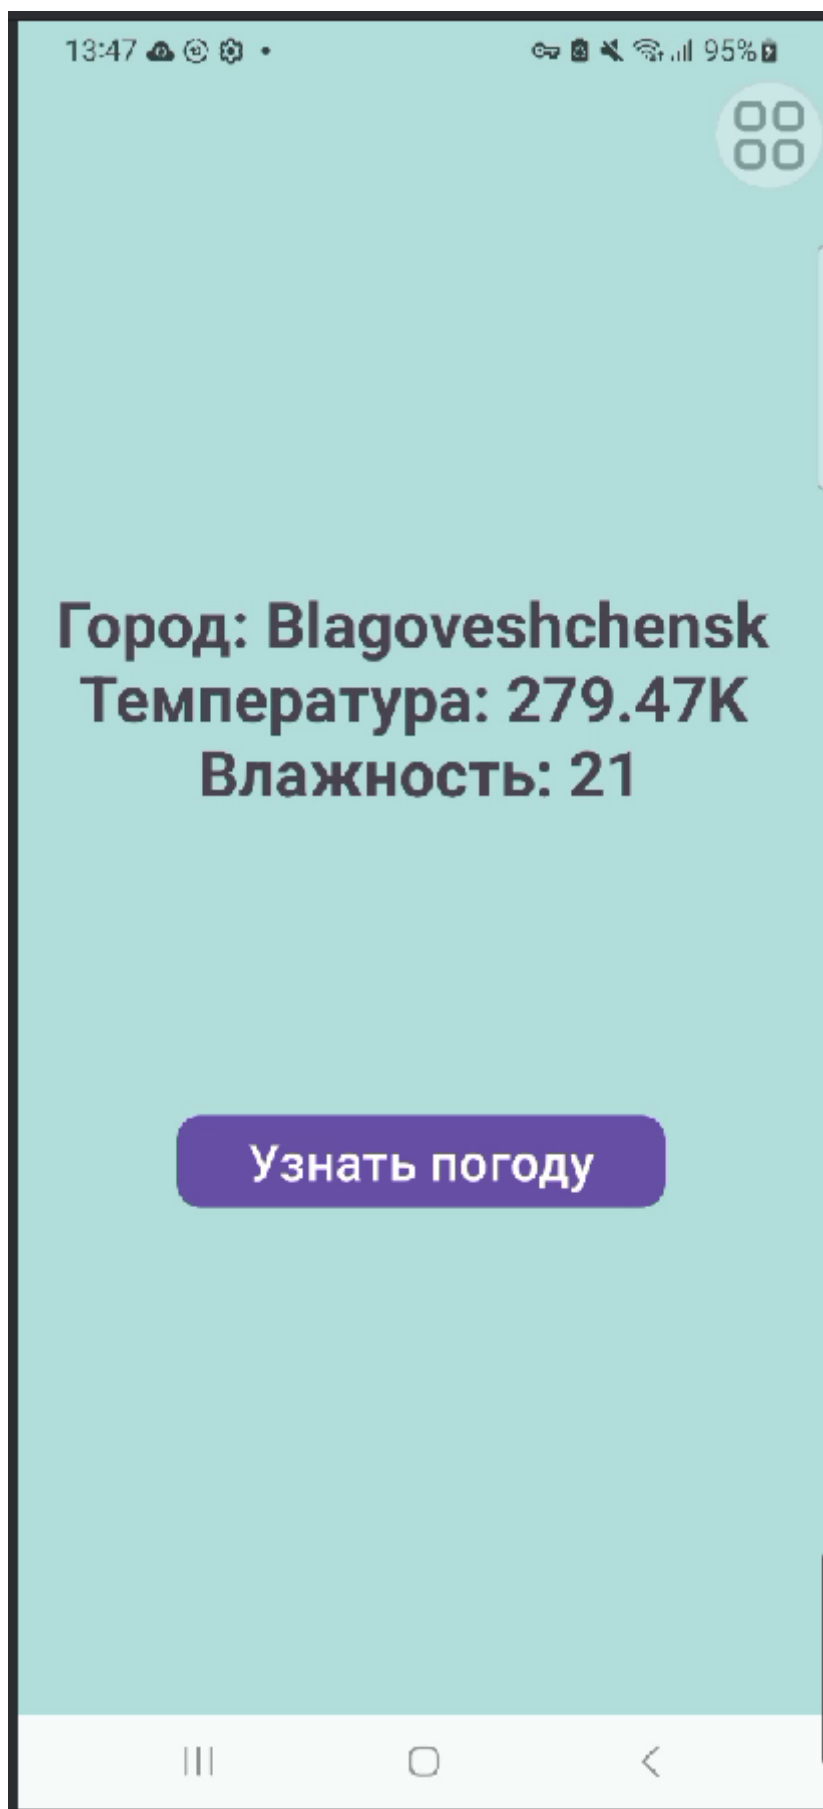 13:47
95%
Город: Blagoveshchensk
Температура: 279.47K
Влажность: 21
Узнать погоду